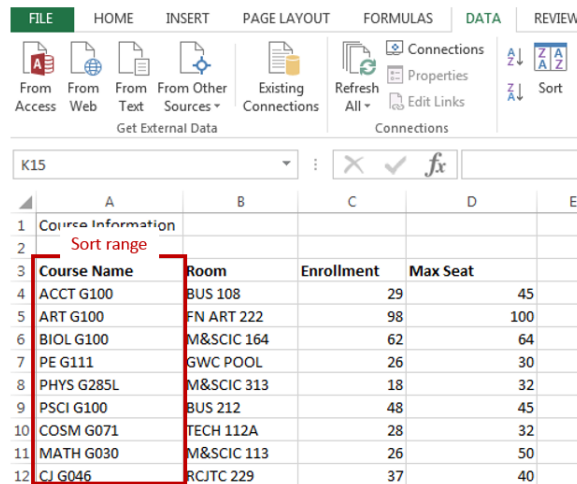 FILE HOME INSERT PAGE LAYOUT FORMULAS DATA REVIEW
From Access From Web From Text From Other Sources Existing Connections Refresh All Connections Properties Edit Links Sort
Get External Data Connections
K15 fx
A B C D E
1 Course Information
2 Sort range
3 Course Name Room Enrollment Max Seat
4 ACCT G100 BUS 108 29 45
5 ART G100 FN ART 222 98 100
6 BIOL G100 M&SCIC 164 62 64
7 PE G111 GWC POOL 26 30
8 PHYS G285L M&SCIC 313 18 32
9 PSCI G100 BUS 212 48 45
10 COSM G071 TECH 112A 28 32
11 MATH G030 M&SCIC 113 26 50
12 CJ G046 RCJTC 229 37 40